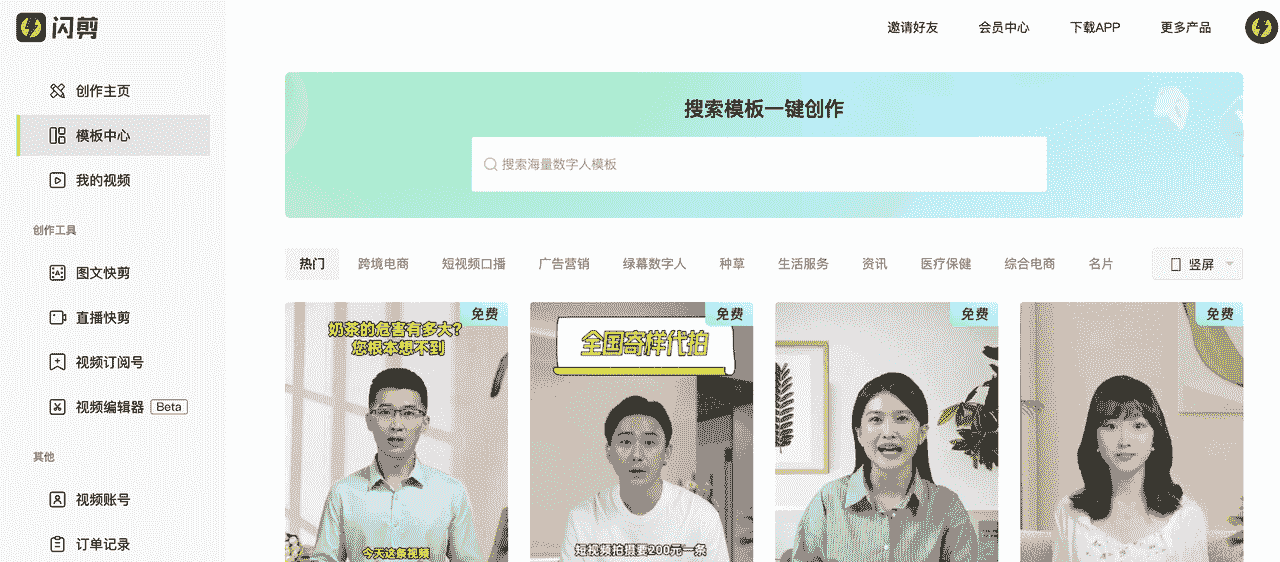 闪剪
邀请好友
会员中心
下载APP
更多产品
创作主页
模板中心
我的视频
创作工具
图文快剪
直播快剪
视频订阅号
视频编辑器 Beta
其他
视频账号
订单记录
搜索模板一键创作
搜索海量数字人模板
热门
跨境电商
短视频口播
广告营销
绿幕数字人
种草
生活服务
资讯
医疗保健
综合电商
名片
竖屏
免费
奶茶的危害有多大?
您根本想不到
今天这条视频
免费
全国寄样代拍
短视频拍摄要200元一条
免费
免费